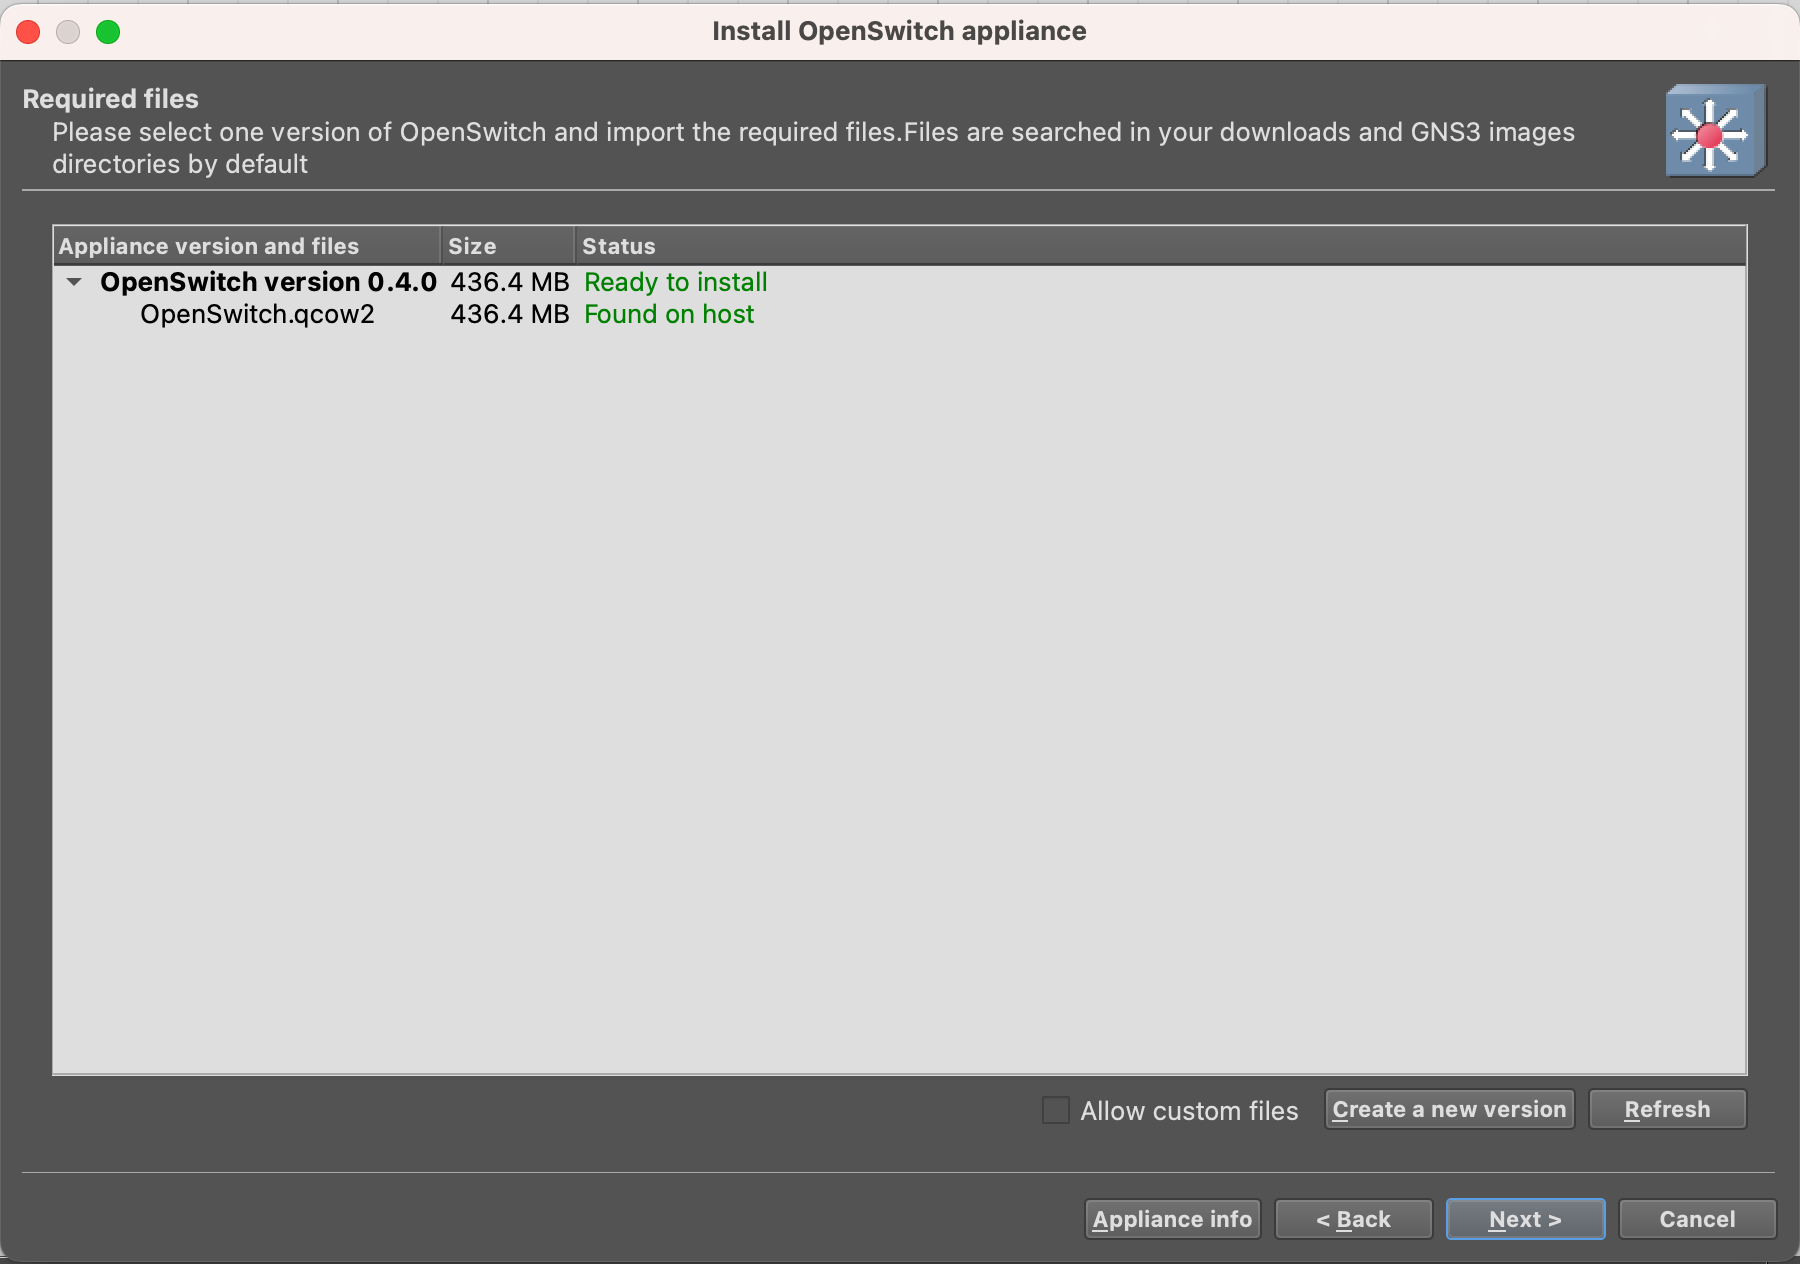 Install OpenSwitch appliance
Required files
Please select one version of OpenSwitch and import the required files.Files are searched in your downloads and GNS3 images
directories by default
Appliance version and files Size Status
OpenSwitch version 0.4.0 436.4 MB Ready to install
OpenSwitch.qcow2 436.4 MB Found on host
Allow custom files Create a new version Refresh
Appliance info < Back Next > Cancel